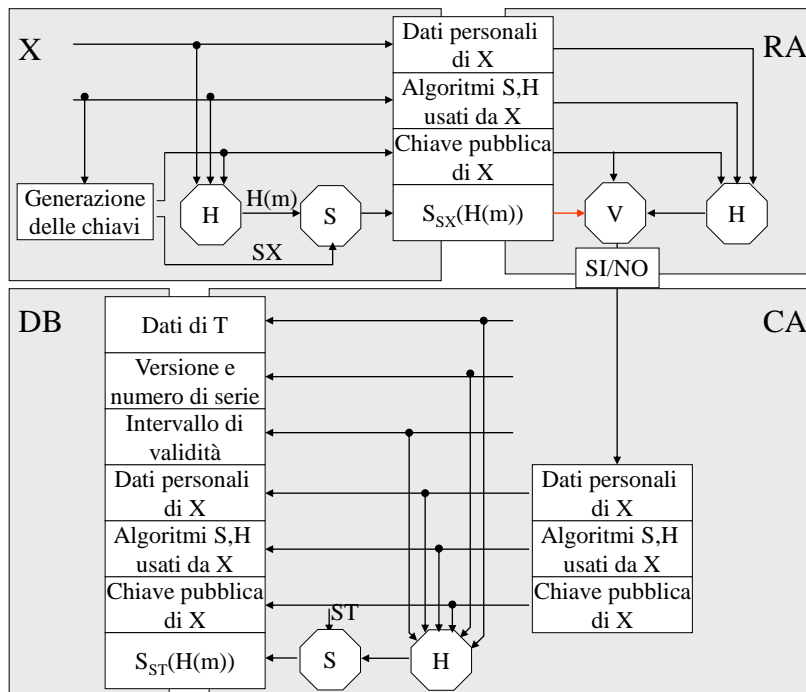 X
Dati personali
di X
RA
Algoritmi S,H
usati da X
Chiave pubblica
di X
Generazione
delle chiavi
H
H(m)
S
S_SX(H(m))
V
H
SX
SI/NO
DB
Dati di T
CA
Versione e
numero di serie
Intervallo di
validità
Dati personali
di X
Dati personali
di X
Algoritmi S,H
usati da X
Algoritmi S,H
usati da X
Chiave pubblica
di X
Chiave pubblica
di X
ST
S_ST(H(m))
S
H